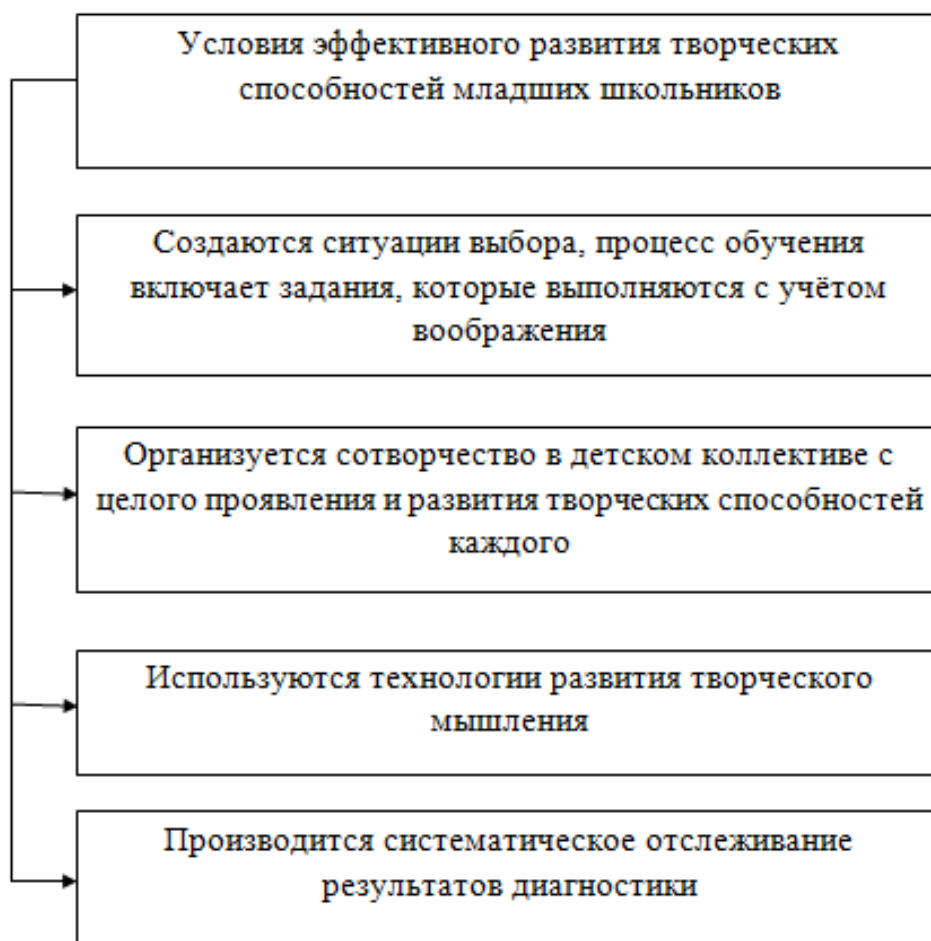 Условия эффективного развития творческих
способностей младших школьников
Создаются ситуации выбора, процесс обучения
включает задания, которые выполняются с учётом
воображения
Организуется сотворчество в детском коллективе с
целого проявления и развития творческих способностей
каждого
Используются технологии развития творческого
мышления
Производится систематическое отслеживание
результатов диагностики